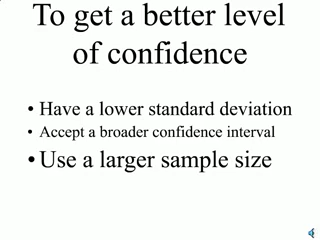 To get a better level
of confidence
• Have a lower standard deviation
• Accept a broader confidence interval
• Use a larger sample size